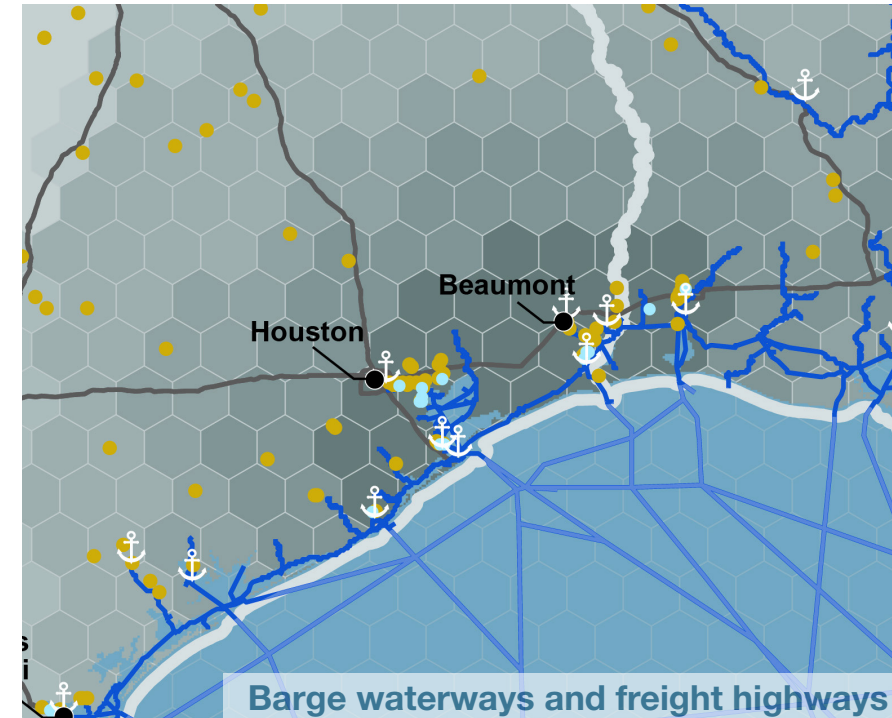 Beaumont
Houston
s
i
Barge waterways and freight highways